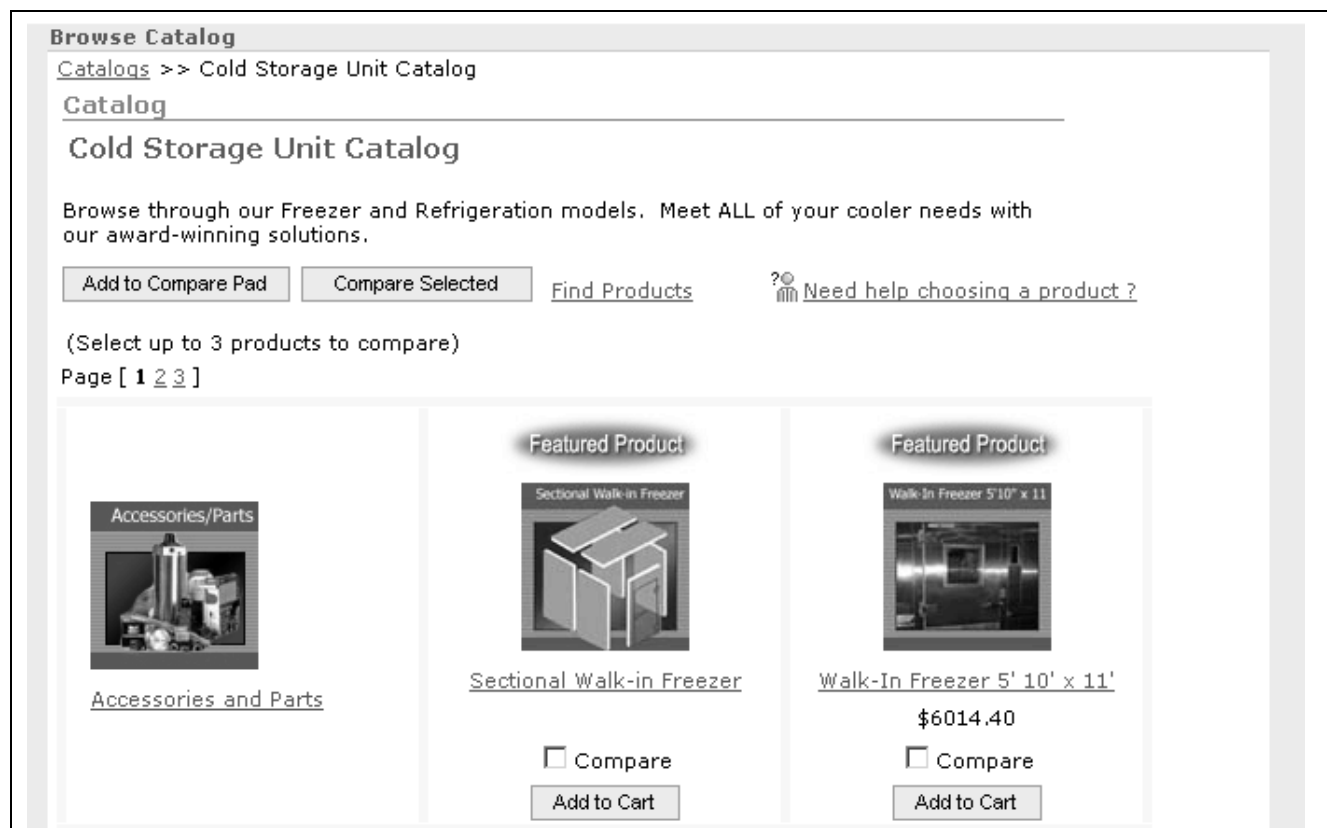 Browse Catalog
Catalogs >> Cold Storage Unit Catalog
Catalog
Cold Storage Unit Catalog
Browse through our Freezer and Refrigeration models.  Meet ALL of your cooler needs with
our award-winning solutions.
Add to Compare Pad
Compare Selected
Find Products
Need help choosing a product ?
(Select up to 3 products to compare)
Page [ 1 2 3 ]
Accessories/Parts
Accessories and Parts
Featured Product
Sectional Walk-in Freezer
Sectional Walk-in Freezer
Compare
Add to Cart
Featured Product
Walk-In Freezer 5'10" x 11
Walk-In Freezer 5' 10' x 11'
$6014.40
Compare
Add to Cart